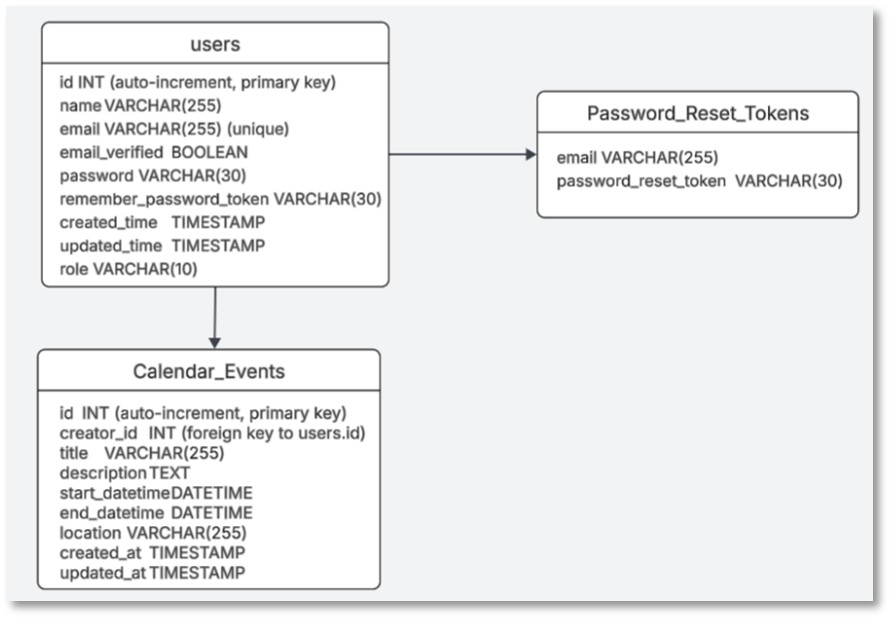 users
id INT (auto-increment, primary key)
name VARCHAR(255)
email VARCHAR(255) (unique)
email_verified BOOLEAN
password VARCHAR(30)
remember_password_token VARCHAR(30)
created_time TIMESTAMP
updated_time TIMESTAMP
role VARCHAR(10)
Password_Reset_Tokens
email VARCHAR(255)
password_reset_token VARCHAR(30)
Calendar_Events
id INT (auto-increment, primary key)
creator_id INT (foreign key to users.id)
title VARCHAR(255)
description TEXT
start_datetime DATETIME
end_datetime DATETIME
location VARCHAR(255)
created_at TIMESTAMP
updated_at TIMESTAMP